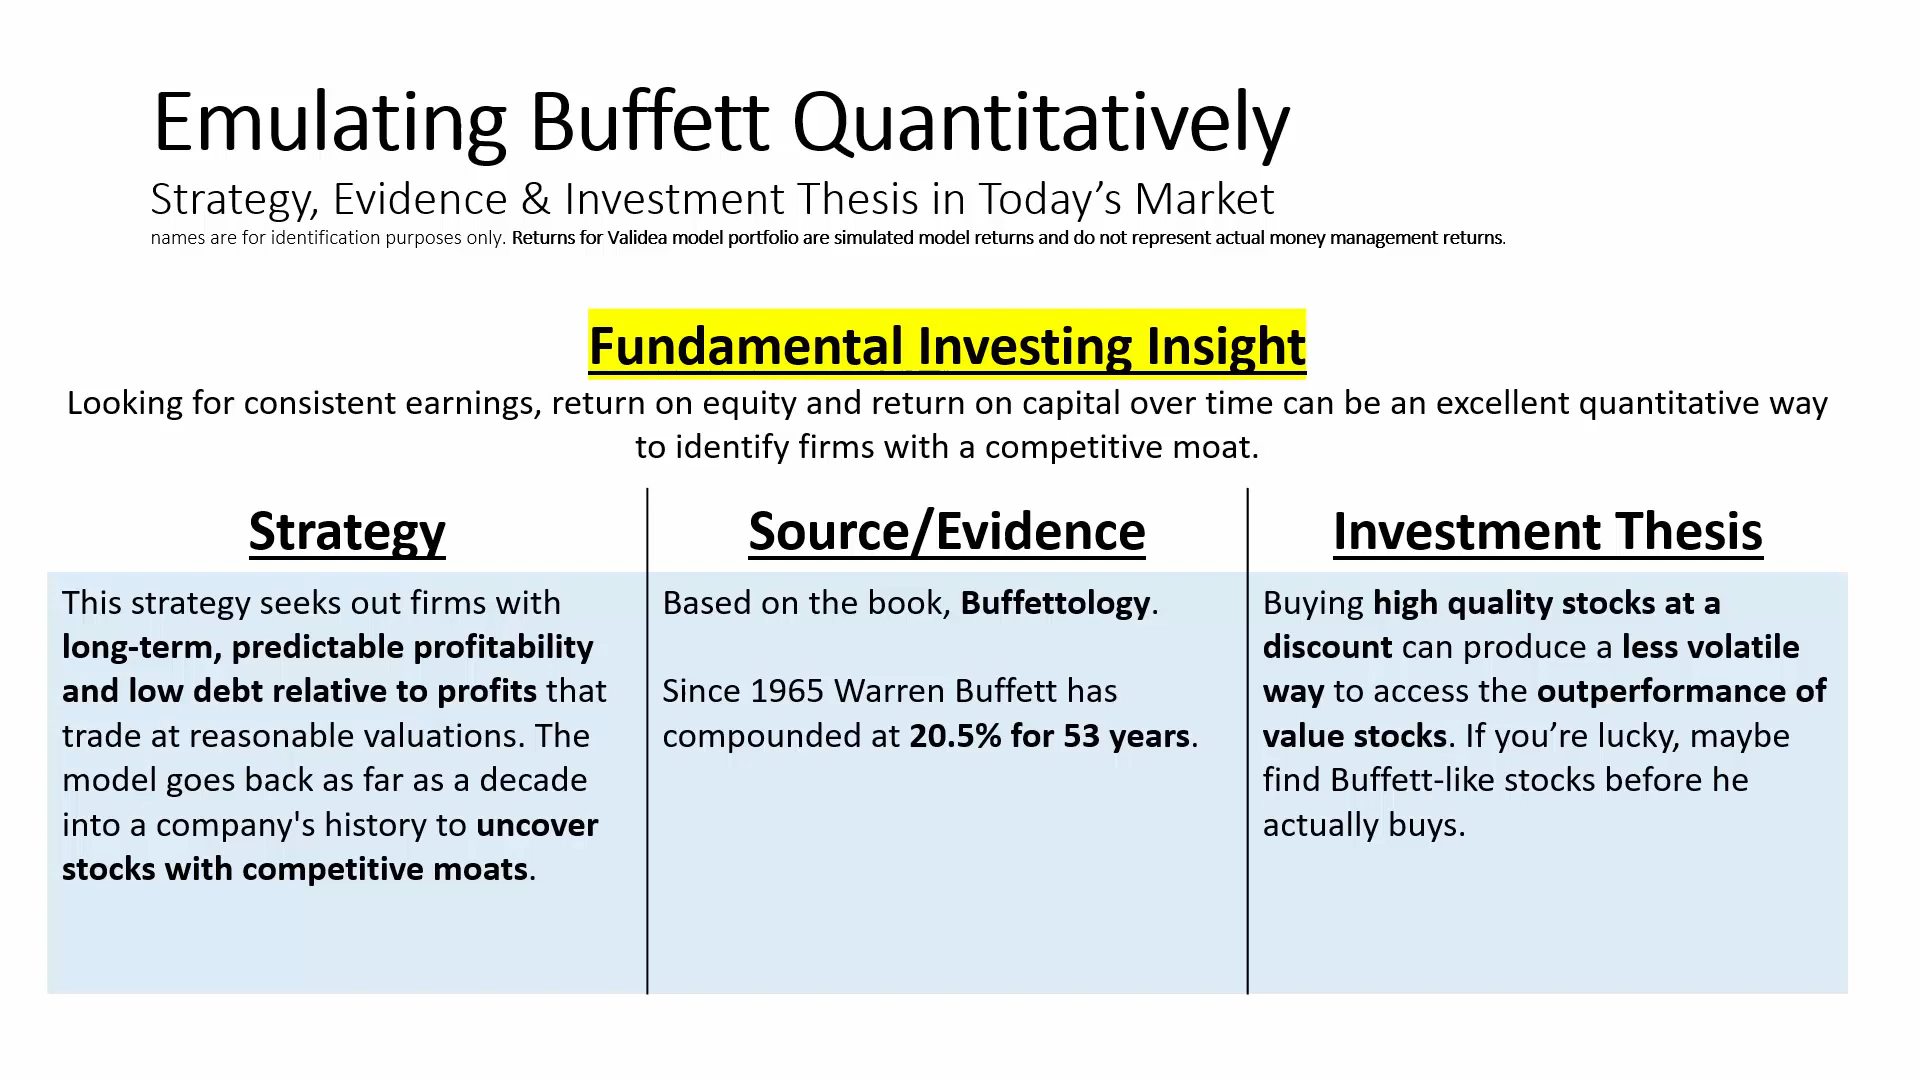 Emulating Buffett Quantitatively
Strategy, Evidence & Investment Thesis in Today’s Market
names are for identification purposes only. Returns for Validea model portfolio are simulated model returns and do not represent actual money management returns.
Fundamental Investing Insight
Looking for consistent earnings, return on equity and return on capital over time can be an excellent quantitative way
to identify firms with a competitive moat.
Strategy
This strategy seeks out firms with
long-term, predictable profitability
and low debt relative to profits that
trade at reasonable valuations. The
model goes back as far as a decade
into a company's history to uncover
stocks with competitive moats.
Source/Evidence
Based on the book, Buffettology.
Since 1965 Warren Buffett has
compounded at 20.5% for 53 years.
Investment Thesis
Buying high quality stocks at a
discount can produce a less volatile
way to access the outperformance of
value stocks. If you’re lucky, maybe
find Buffett-like stocks before he
actually buys.